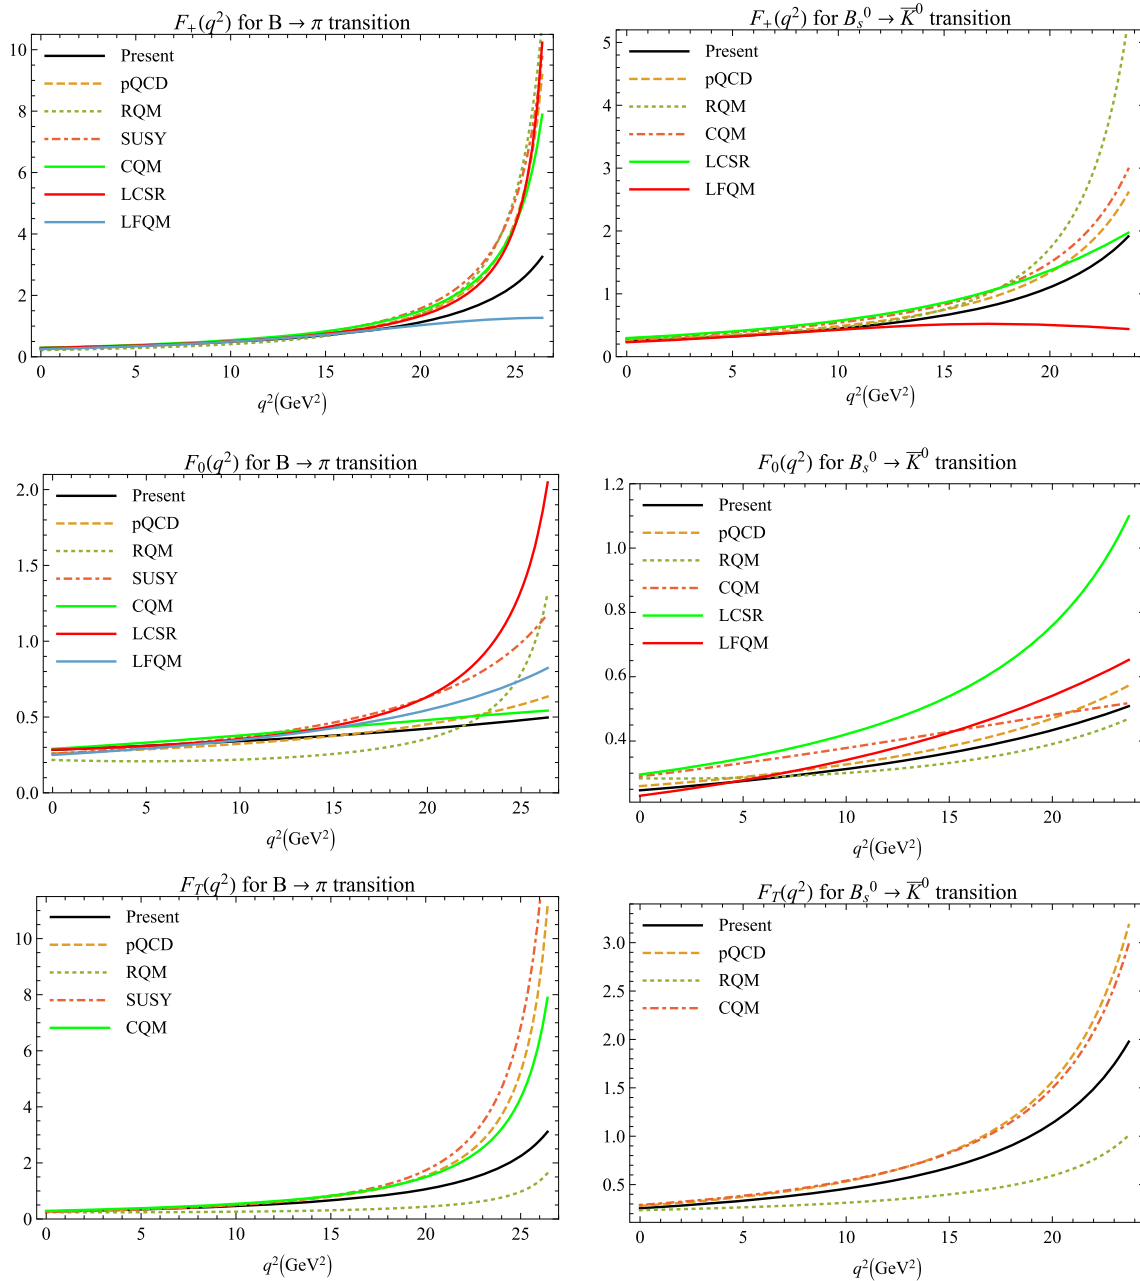 F₊(q²) for B → π transition
10
8
6
4
2
0
Present
pQCD
RQM
SUSY
CQM
LCSR
LFQM
0 5 10 15 20 25
q²(GeV²)
F₊(q²) for Bₛ⁰ → K̅⁰ transition
5
4
3
2
1
0
Present
pQCD
RQM
CQM
LCSR
LFQM
0 5 10 15 20
q²(GeV²)
F₀(q²) for B → π transition
2.0
1.5
1.0
0.5
0.0
Present
pQCD
RQM
SUSY
CQM
LCSR
LFQM
0 5 10 15 20 25
q²(GeV²)
F₀(q²) for Bₛ⁰ → K̅⁰ transition
1.2
1.0
0.8
0.6
0.4
Present
pQCD
RQM
CQM
LCSR
LFQM
0 5 10 15 20
q²(GeV²)
F_T(q²) for B → π transition
10
8
6
4
2
0
Present
pQCD
RQM
SUSY
CQM
0 5 10 15 20 25
q²(GeV²)
F_T(q²) for Bₛ⁰ → K̅⁰ transition
3.0
2.5
2.0
1.5
1.0
0.5
Present
pQCD
RQM
CQM
0 5 10 15 20
q²(GeV²)